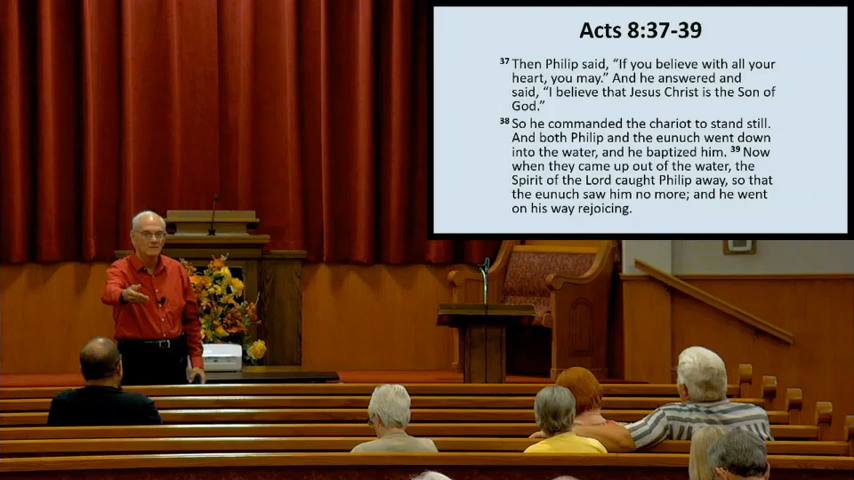 Acts 8:37-39
37 Then Philip said, “If you believe with all your
heart, you may.” And he answered and
said, “I believe that Jesus Christ is the Son of
God.”
38 So he commanded the chariot to stand still.
And both Philip and the eunuch went down
into the water, and he baptized him. 39 Now
when they came up out of the water, the
Spirit of the Lord caught Philip away, so that
the eunuch saw him no more; and he went
on his way rejoicing.